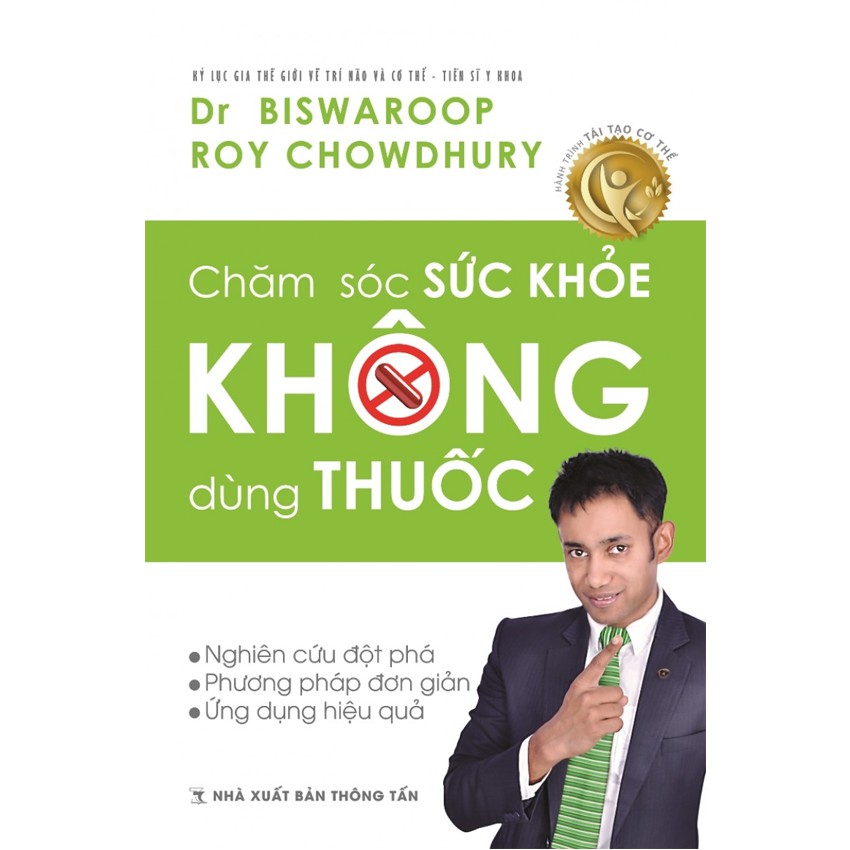 KỶ LỤC GIA THẾ GIỚI VỀ TRÍ NÃO VÀ CƠ THỂ - TIẾN SĨ Y KHOA
Dr BISWAROOP
ROY CHOWDHURY
HÀNH TRÌNH TÁI TẠO CƠ THỂ
Chăm sóc SỨC KHỎE
KHÔNG
dùng THUỐC
• Nghiên cứu đột phá
• Phương pháp đơn giản
• Ứng dụng hiệu quả
NHÀ XUẤT BẢN THÔNG TẤN